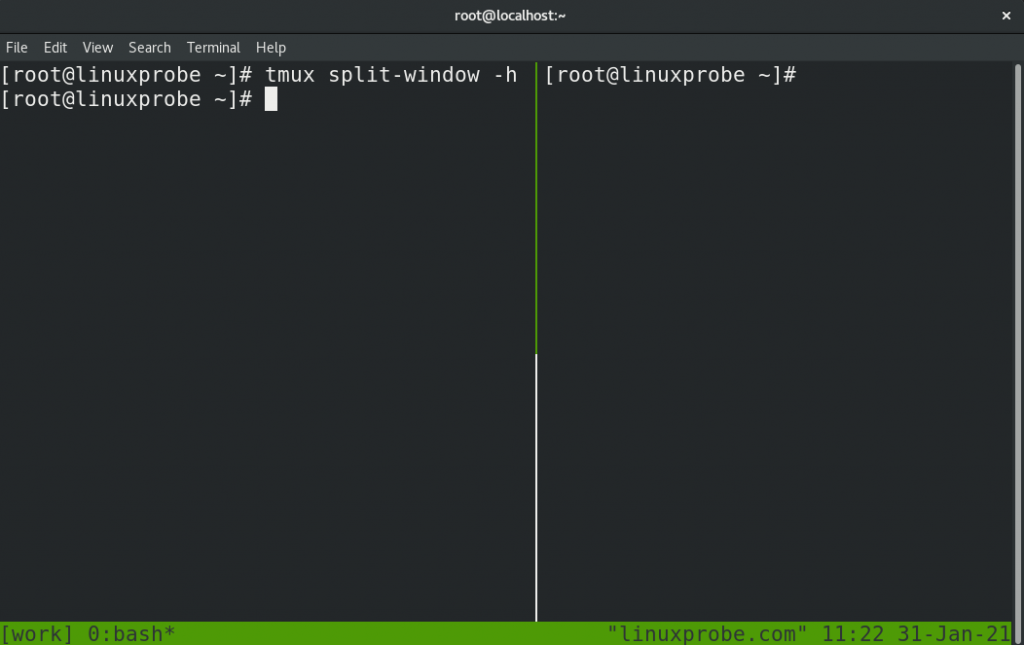 root@localhost:~
File Edit View Search Terminal Help
[root@linuxprobe ~]# tmux split-window -h
[root@linuxprobe ~]#
[root@linuxprobe ~]#
[work] 0:bash* "linuxprobe.com" 11:22 31-Jan-21